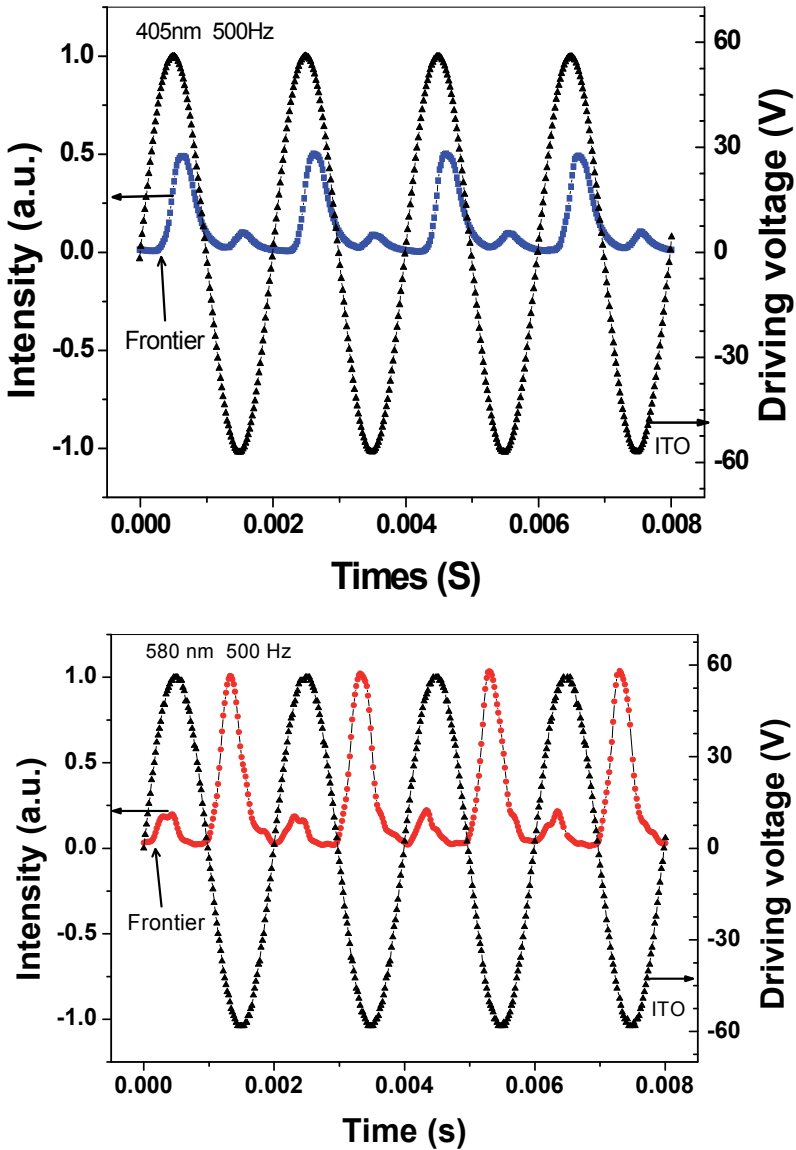 405nm 500Hz
1.0
0.5
0.0
-0.5
-1.0
Intensity (a.u.)
60
30
0
-30
-60
Driving voltage (V)
Frontier
ITO
0.000 0.002 0.004 0.006 0.008
Times (S)
580 nm 500 Hz
1.0
0.5
0.0
-0.5
-1.0
Intensity (a.u.)
60
30
0
-30
-60
Driving voltage (V)
Frontier
ITO
0.000 0.002 0.004 0.006 0.008
Time (s)